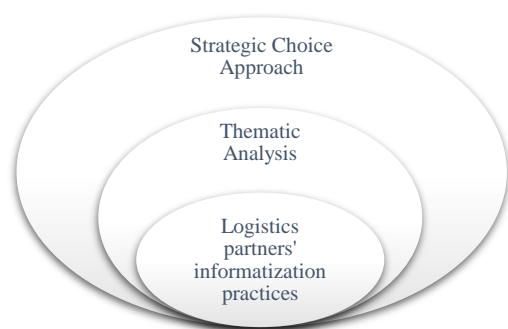 Strategic Choice
Approach
Thematic
Analysis
Logistics
partners'
informatization
practices